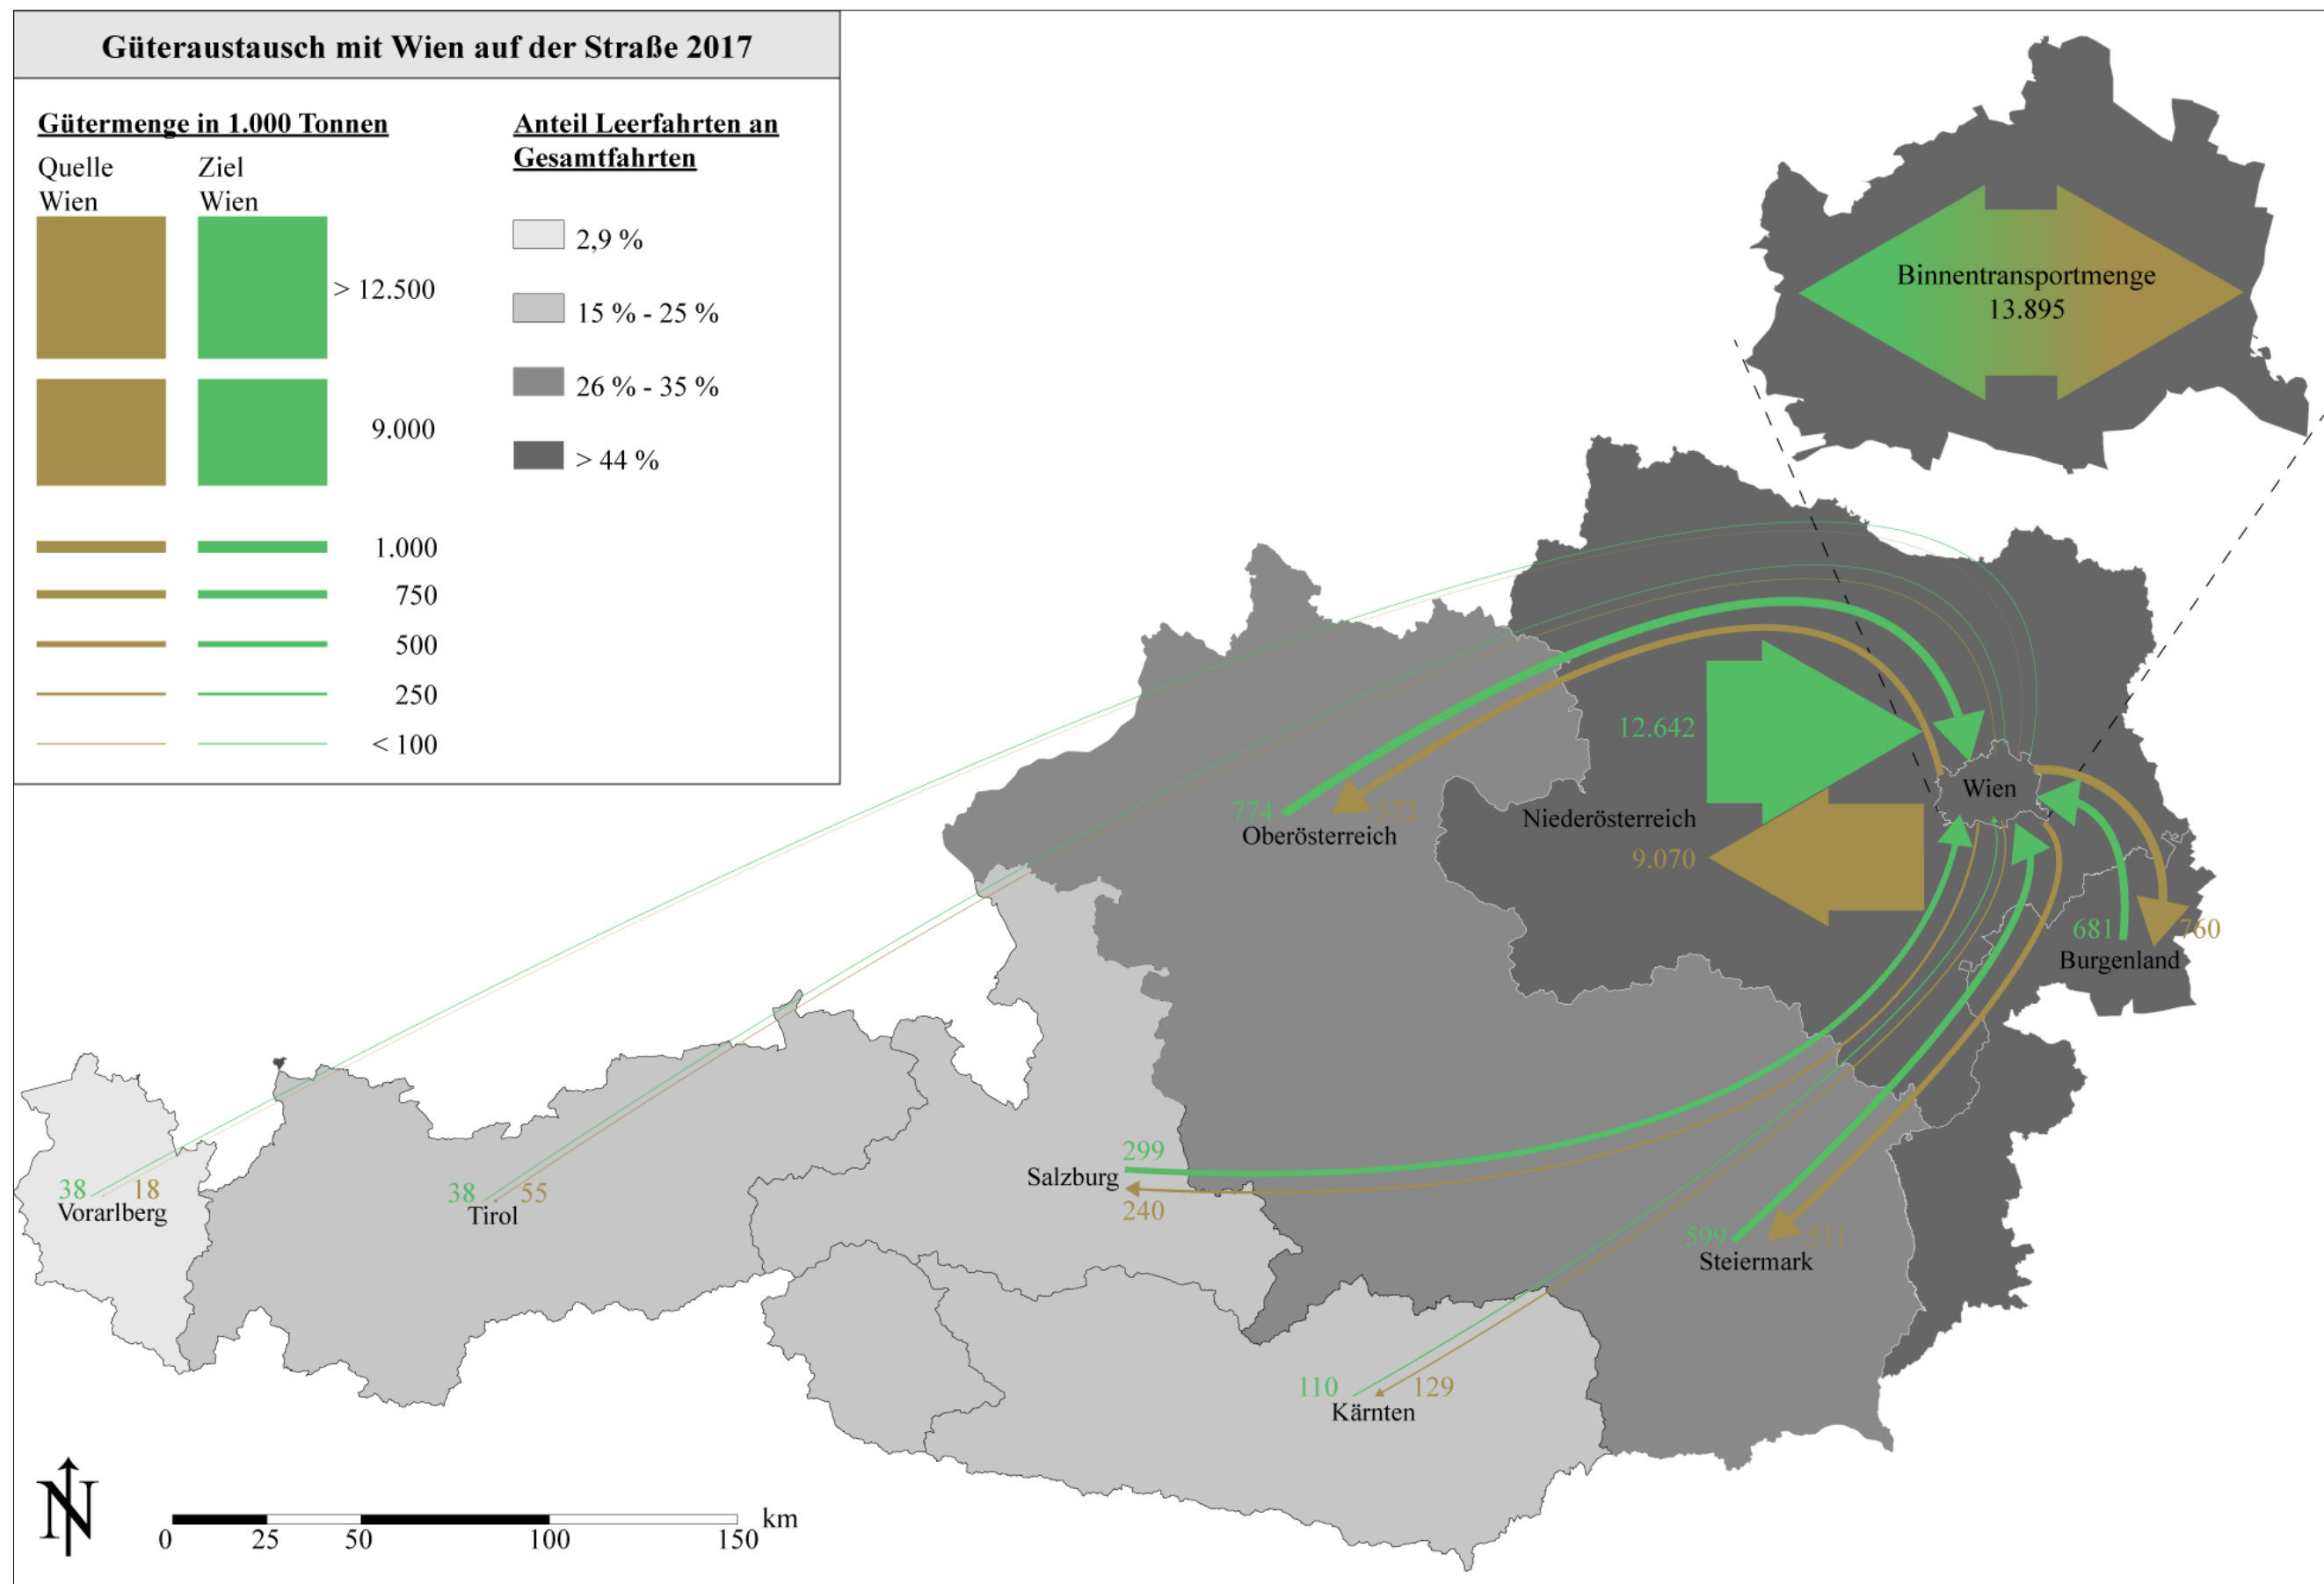 Güteraustausch mit Wien auf der Straße 2017
Gütermenge in 1.000 Tonnen
Quelle
Wien
Ziel
Wien
> 12.500
9.000
1.000
750
500
250
< 100
Anteil Leerfahrten an
Gesamtfahrten
2,9 %
15 % - 25 %
26 % - 35 %
> 44 %
Binnentransportmenge
13.895
12.642
Niederösterreich
9.070
Wien
774
572
Oberösterreich
681
760
Burgenland
299
Salzburg
240
38
18
Vorarlberg
38
55
Tirol
599
511
Steiermark
110
129
Kärnten
N
0
25
50
100
150
km